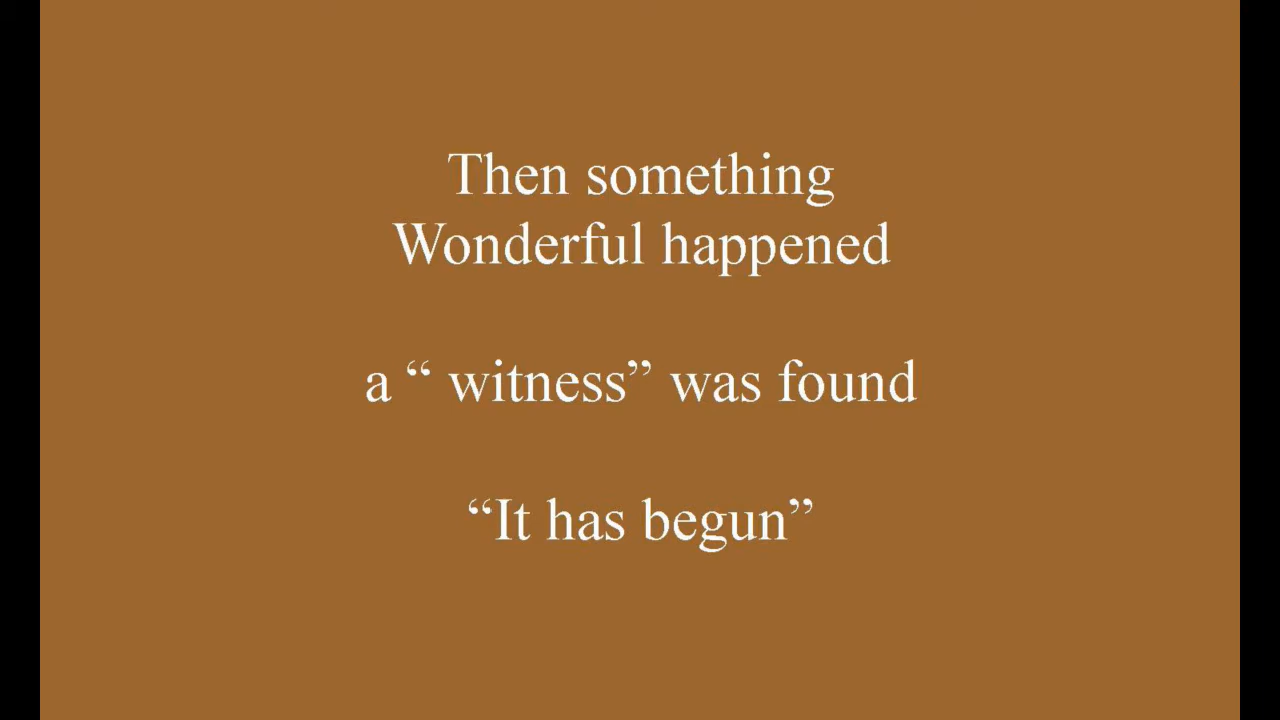 Then something
Wonderful happened
a “ witness” was found
“It has begun”